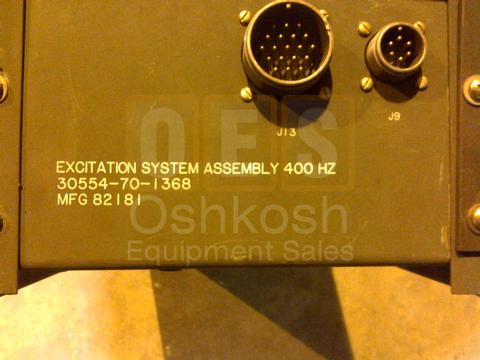 J13
J9
OES
EXCITATION SYSTEM ASSEMBLY 400 HZ
30554-70-1368
MFG 82181
Oshkosh
Equipment Sales